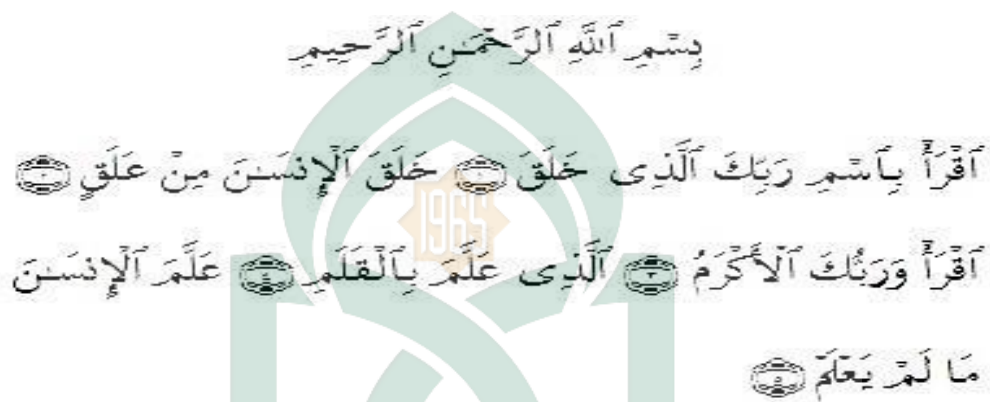 بِسْمِ ٱللَّهِ ٱلرَّحْمَـٰنِ ٱلرَّحِيمِ
ٱقْرَأْ بِٱسْمِ رَبِّكَ ٱلَّذِى خَلَقَ ۝١ خَلَقَ ٱلْإِنسَـٰنَ مِنْ عَلَقٍ ۝٢
ٱقْرَأْ وَرَبُّكَ ٱلْأَكْرَمُ ۝٣ ٱلَّذِى عَلَّمَ بِٱلْقَلَمِ ۝٤ عَلَّمَ ٱلْإِنسَـٰنَ
مَا لَمْ يَعْلَمْ ۝٥
1965